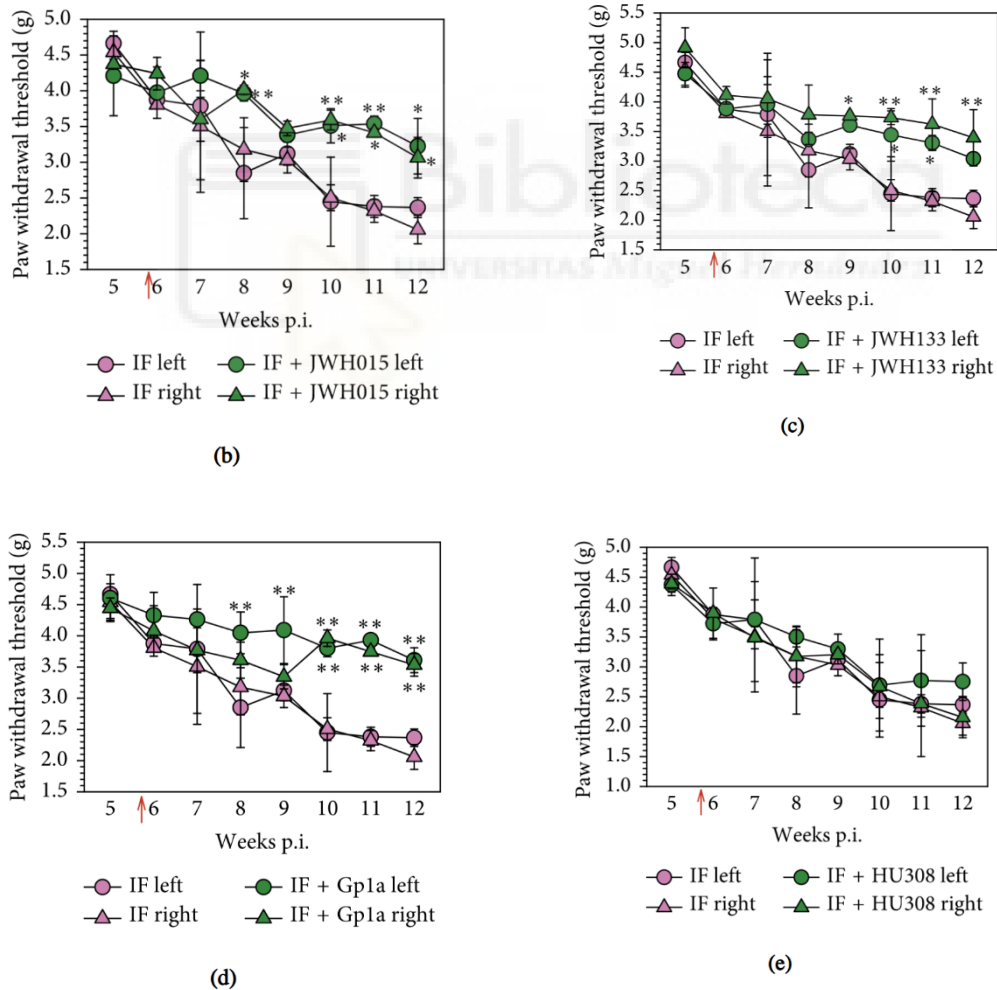 Paw withdrawal threshold (g)
5.0
4.5
4.0
3.5
3.0
2.5
2.0
1.5
* ** ** * ** * * *
5 6 7 8 9 10 11 12
Weeks p.i.
IF left IF + JWH015 left
IF right IF + JWH015 right
(b)
Paw withdrawal threshold (g)
5.5
5.0
4.5
4.0
3.5
3.0
2.5
2.0
1.5
* ** * ** * **
5 6 7 8 9 10 11 12
Weeks p.i.
IF left IF + JWH133 left
IF right IF + JWH133 right
(c)
Biblioteca
UNIVERSITAS Miguel Hernández
Paw withdrawal threshold (g)
5.5
5.0
4.5
4.0
3.5
3.0
2.5
2.0
1.5
** ** ** ** ** ** ** **
5 6 7 8 9 10 11 12
Weeks p.i.
IF left IF + Gp1a left
IF right IF + Gp1a right
(d)
Paw withdrawal threshold (g)
5.0
4.5
4.0
3.5
3.0
2.5
2.0
1.5
1.0
5 6 7 8 9 10 11 12
Weeks p.i.
IF left IF + HU308 left
IF right IF + HU308 right
(e)